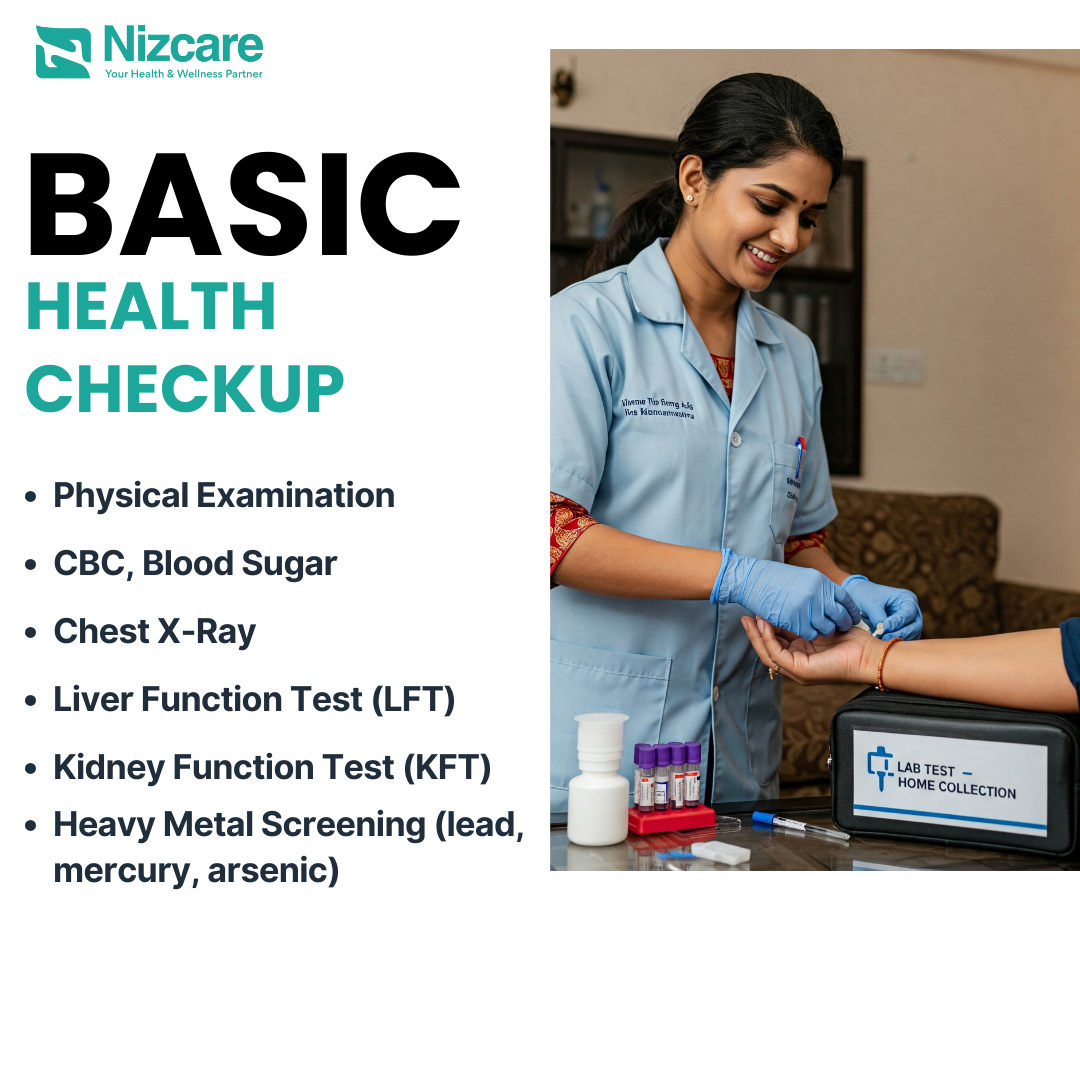 Nizcare
Your Health & Wellness Partner
BASIC
HEALTH
CHECKUP
• Physical Examination
• CBC, Blood Sugar
• Chest X-Ray
• Liver Function Test (LFT)
• Kidney Function Test (KFT)
• Heavy Metal Screening (lead,
mercury, arsenic)
LAB TEST –
HOME COLLECTION